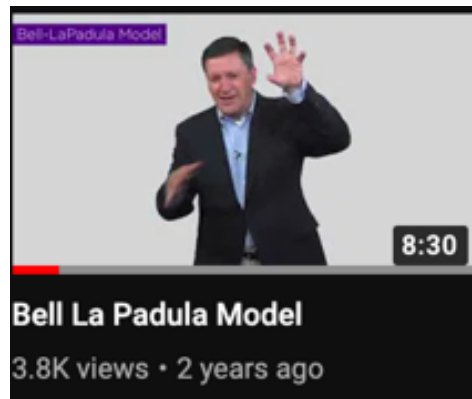 Bell-LaPadula Model
8:30
Bell La Padula Model
3.8K views • 2 years ago